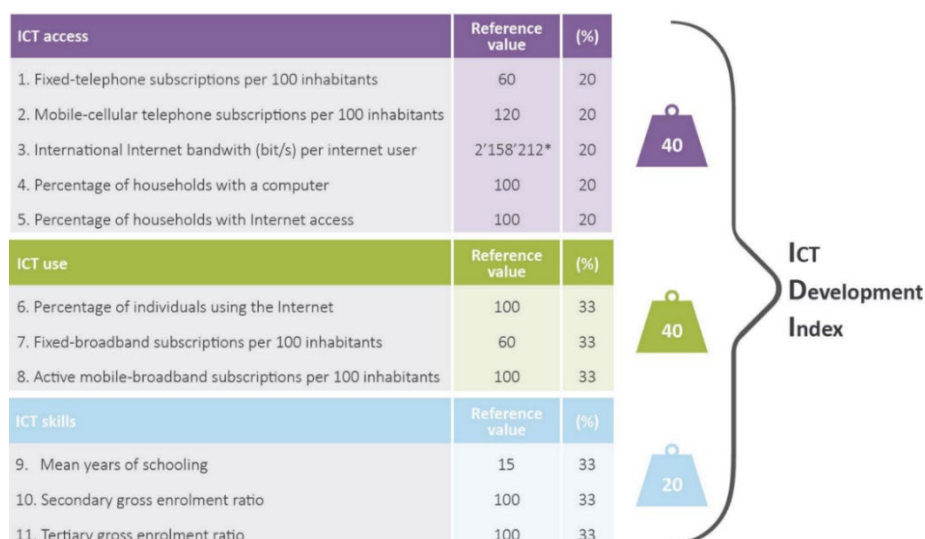 ICT access Reference value (%)
1. Fixed-telephone subscriptions per 100 inhabitants 60 20
2. Mobile-cellular telephone subscriptions per 100 inhabitants 120 20
3. International Internet bandwith (bit/s) per internet user 2’158’212* 20
4. Percentage of households with a computer 100 20
5. Percentage of households with Internet access 100 20
40
ICT use Reference value (%)
6. Percentage of individuals using the Internet 100 33
7. Fixed-broadband subscriptions per 100 inhabitants 60 33
8. Active mobile-broadband subscriptions per 100 inhabitants 100 33
40
ICT skills Reference value (%)
9. Mean years of schooling 15 33
10. Secondary gross enrolment ratio 100 33
11. Tertiary gross enrolment ratio 100 33
20
ICT
Development
Index